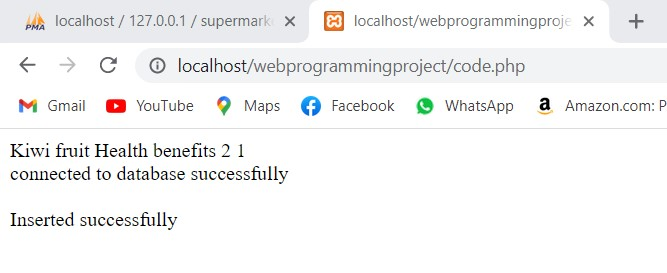 PMA localhost / 127.0.0.1 / supermark
localhost/webprogrammingproje
localhost/webprogrammingproject/code.php
Gmail YouTube Maps Facebook WhatsApp Amazon.com: P
Kiwi fruit Health benefits 2 1
connected to database successfully
Inserted successfully